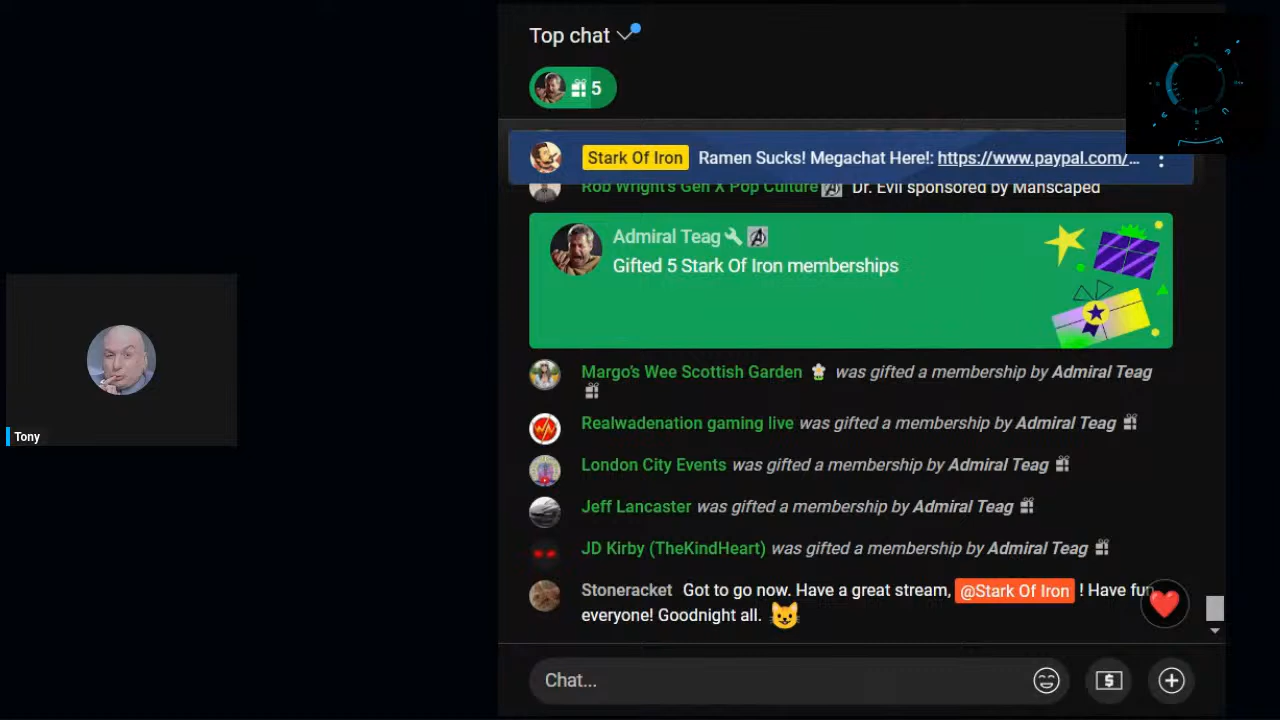 Top chat
5
Stark Of Iron Ramen Sucks! Megachat Here!: https://www.paypal.com/...
Rob Wright's Gen X Pop Culture Dr. Evil sponsored by Manscaped
Admiral Teag
Gifted 5 Stark Of Iron memberships
Margo's Wee Scottish Garden was gifted a membership by Admiral Teag
Realwadenation gaming live was gifted a membership by Admiral Teag
London City Events was gifted a membership by Admiral Teag
Jeff Lancaster was gifted a membership by Admiral Teag
JD Kirby (TheKindHeart) was gifted a membership by Admiral Teag
Stoneracket Got to go now. Have a great stream, @Stark Of Iron ! Have fun
everyone! Goodnight all.
Chat...
Tony